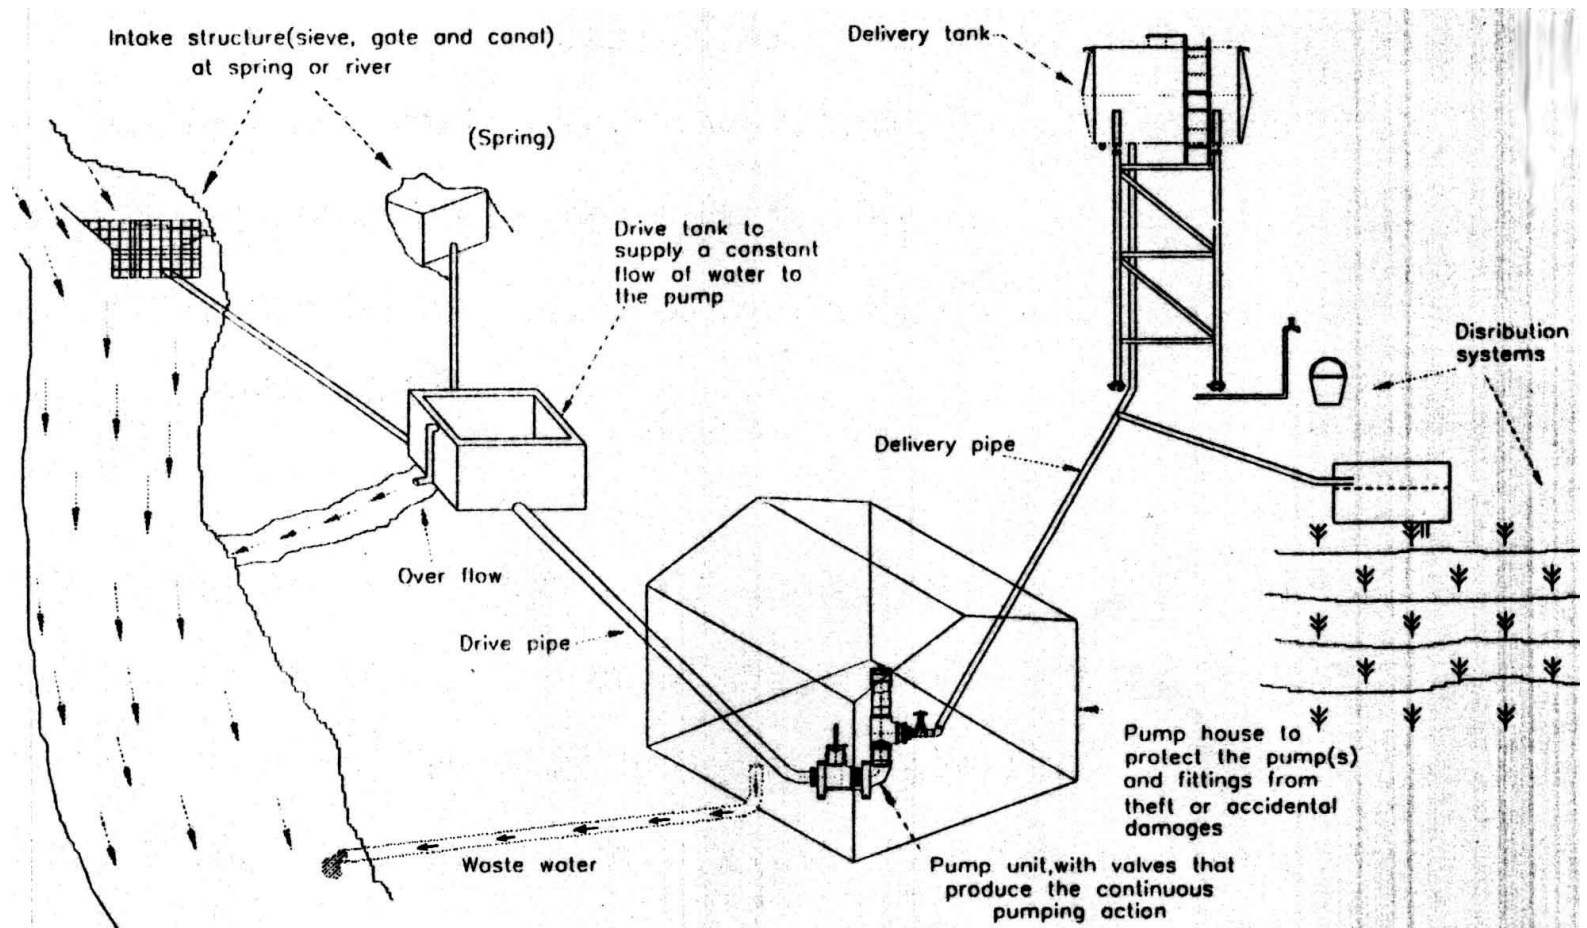 Intake structure(sieve, gate and canal)
at spring or river
(Spring)
Delivery tank
Drive tank to
supply a constant
flow of water to
the pump
Disribution
systems
Delivery pipe
Over flow
Drive pipe
Pump house to
protect the pump(s)
and fittings from
theft or accidental
damages
Waste water
Pump unit,with valves that
produce the continuous
pumping action